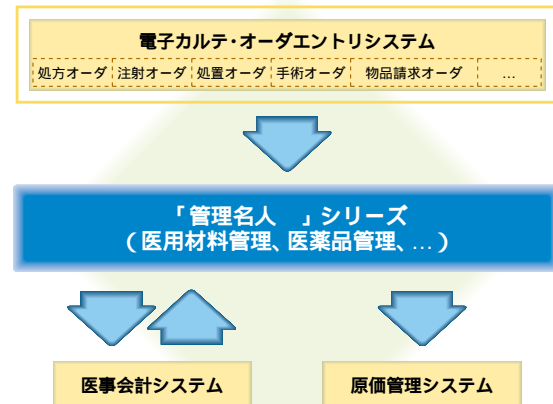 電子カルテ・オーダエントリシステム
処方オーダ 注射オーダ 処置オーダ 手術オーダ 物品請求オーダ …
「管理名人　」シリーズ
（医用材料管理、医薬品管理、…）
医事会計システム 原価管理システム